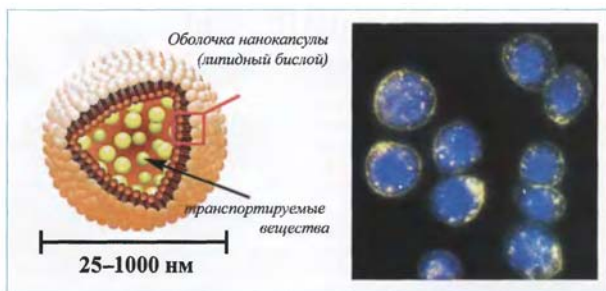 Оболочка нанокапсулы
(липидный бислой)
транспортируемые
вещества
25–1000 нм